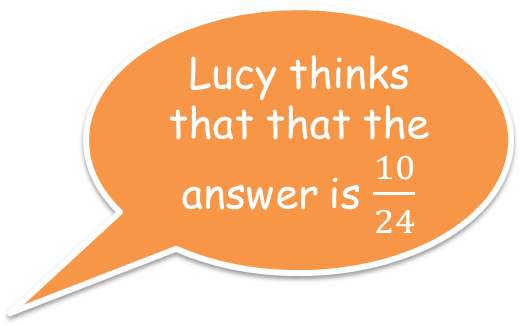 Lucy thinks
that that the
answer is 10/24